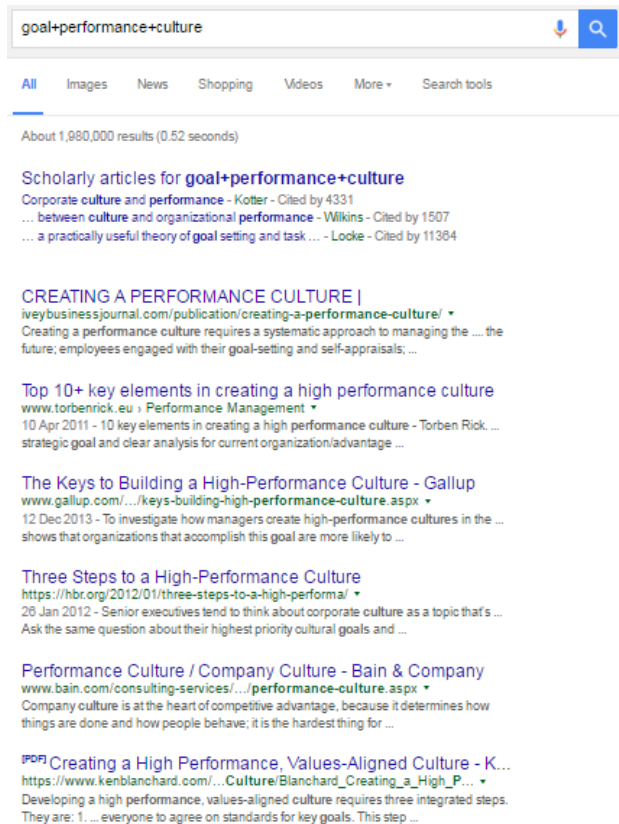 goal+performance+culture
All Images News Shopping Videos More Search tools
About 1,980,000 results (0.52 seconds)
Scholarly articles for goal+performance+culture
Corporate culture and performance - Kotter - Cited by 4331
... between culture and organizational performance - Wilkins - Cited by 1507
... a practically useful theory of goal setting and task ... - Locke - Cited by 11364
CREATING A PERFORMANCE CULTURE |
iveybusinessjournal.com/publication/creating-a-performance-culture/
Creating a performance culture requires a systematic approach to managing the .... the
future; employees engaged with their goal-setting and self-appraisals; ...
Top 10+ key elements in creating a high performance culture
www.torbenrick.eu › Performance Management
10 Apr 2011 - 10 key elements in creating a high performance culture - Torben Rick. ...
strategic goal and clear analysis for current organization/advantage ...
The Keys to Building a High-Performance Culture - Gallup
www.gallup.com/.../keys-building-high-performance-culture.aspx
12 Dec 2013 - To investigate how managers create high-performance cultures in the ...
shows that organizations that accomplish this goal are more likely to ...
Three Steps to a High-Performance Culture
https://hbr.org/2012/01/three-steps-to-a-high-performa/
26 Jan 2012 - Senior executives tend to think about corporate culture as a topic that's ...
Ask the same question about their highest priority cultural goals and ...
Performance Culture / Company Culture - Bain & Company
www.bain.com/consulting-services/.../performance-culture.aspx
Company culture is at the heart of competitive advantage, because it determines how
things are done and how people behave; it is the hardest thing for ...
[PDF] Creating a High Performance, Values-Aligned Culture - K...
https://www.kenblanchard.com/...Culture/Blanchard_Creating_a_High_P...
Developing a high performance, values-aligned culture requires three integrated steps.
They are: 1. ... everyone to agree on standards for key goals. This step ...